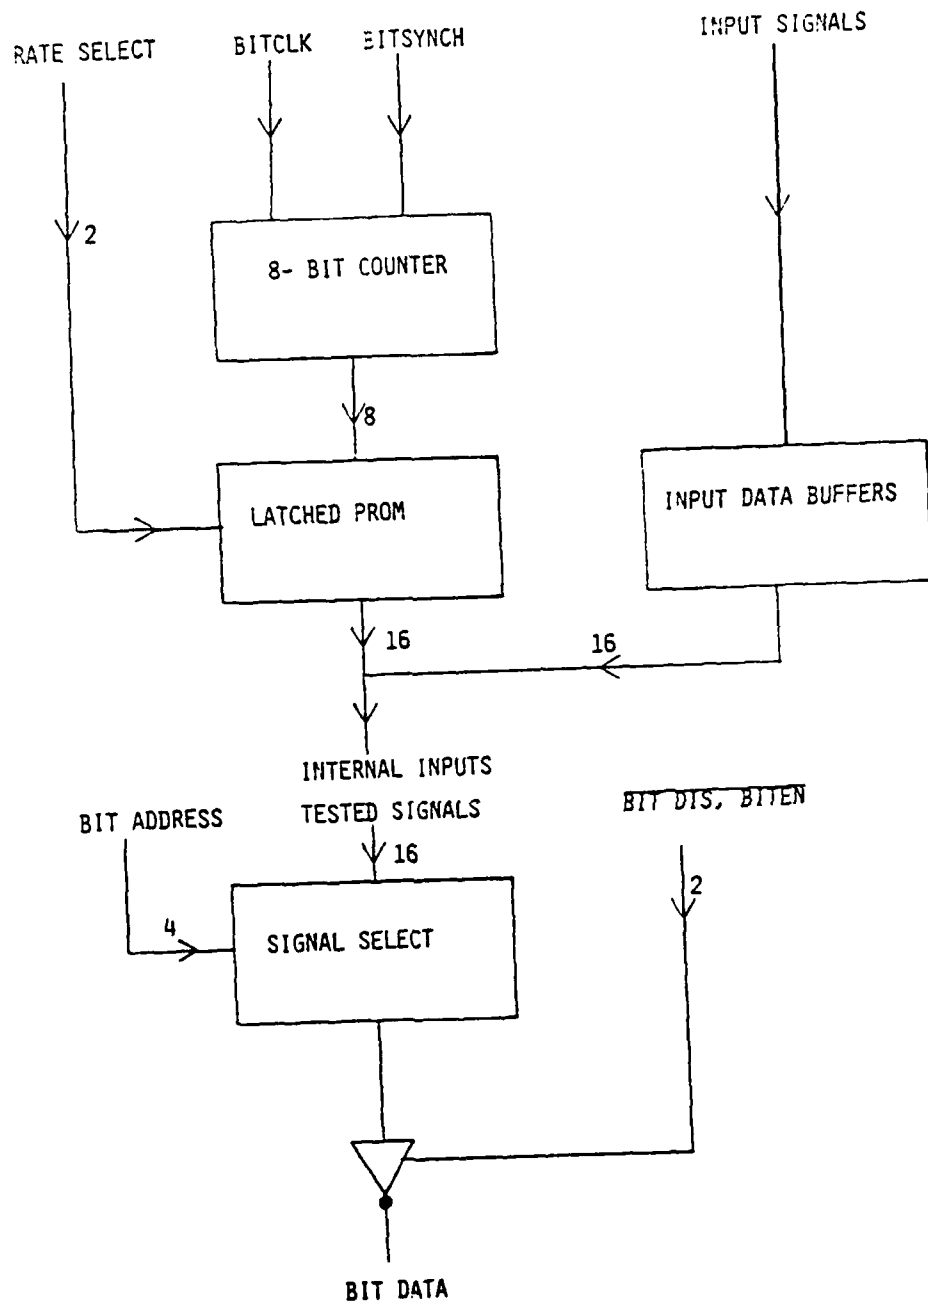 RATE SELECT
BITCLK
BITSYNCH
INPUT SIGNALS
2
8- BIT COUNTER
8
LATCHED PROM
INPUT DATA BUFFERS
16
16
INTERNAL INPUTS
BIT ADDRESS
TESTED SIGNALS
BIT DIS, BITEN
16
2
4
SIGNAL SELECT
BIT DATA